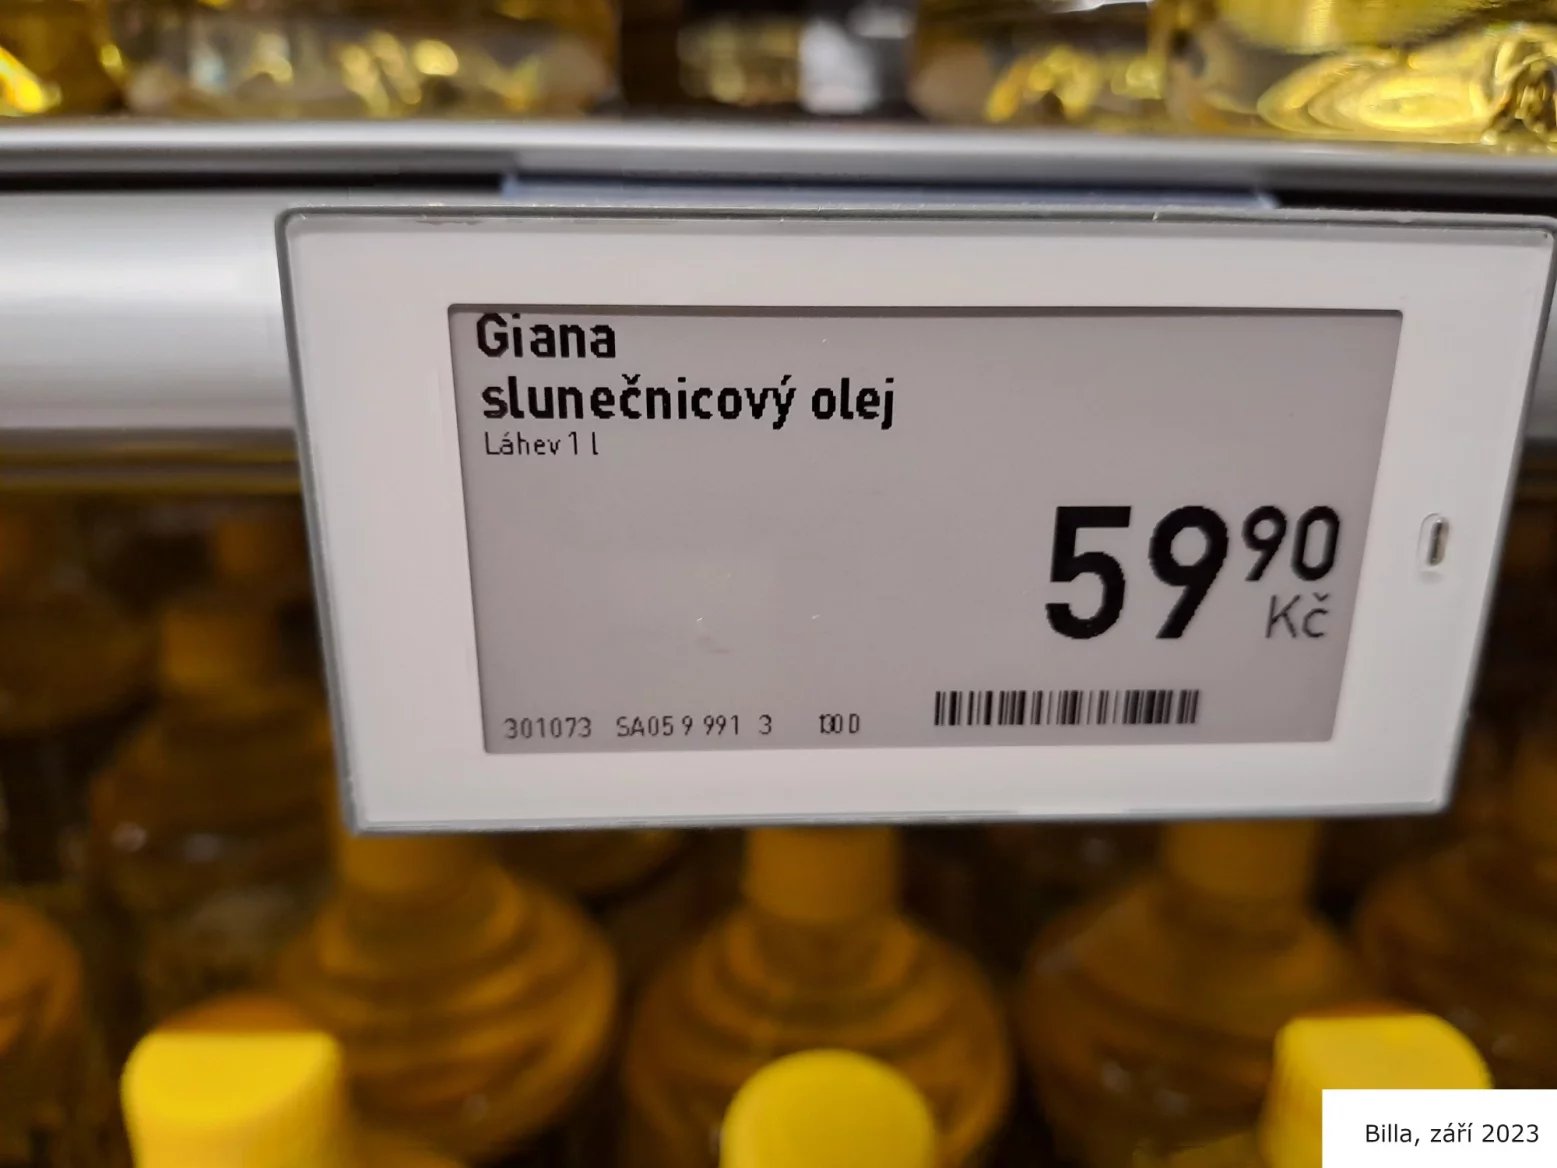 Giana
slunečnicový olej
Láhev 1 l
59 90
Kč
301073 SA05 9 991 3 130 D
Billa, září 2023